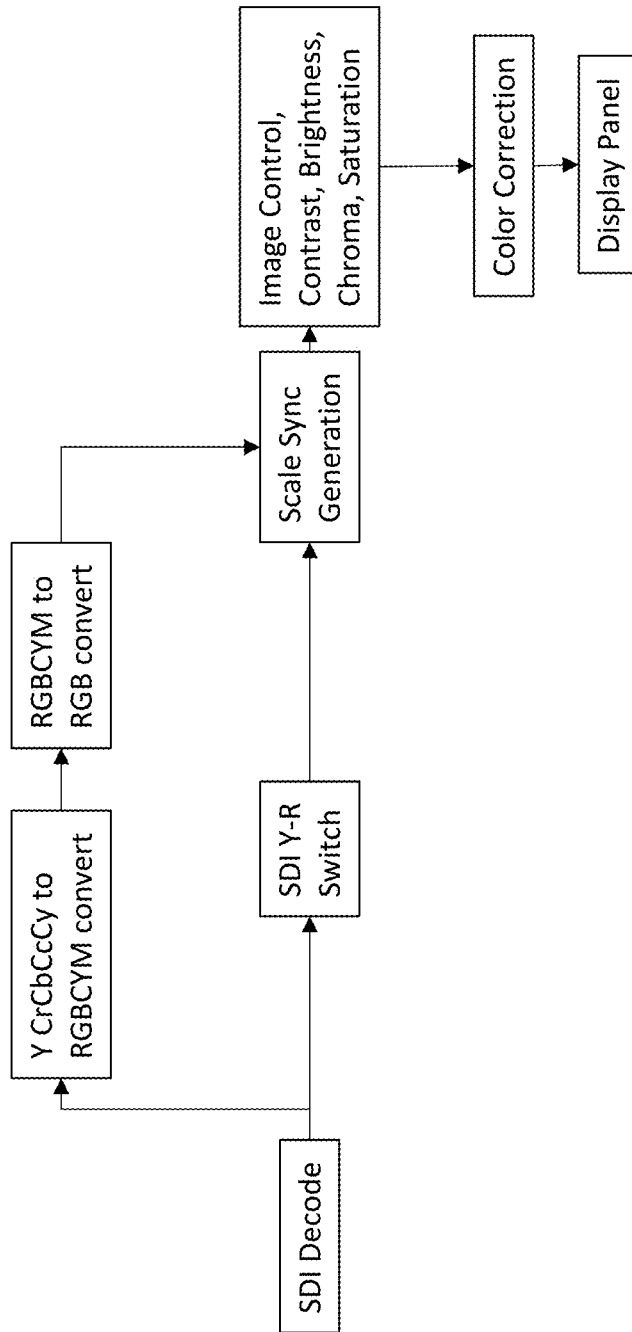 SDI Decode
Y CrCbCcCy to
RGBCYM convert
RGBCYM to
RGB convert
SDI Y-R
Switch
Scale Sync
Generation
Image Control,
Contrast, Brightness,
Chroma, Saturation
Color Correction
Display Panel